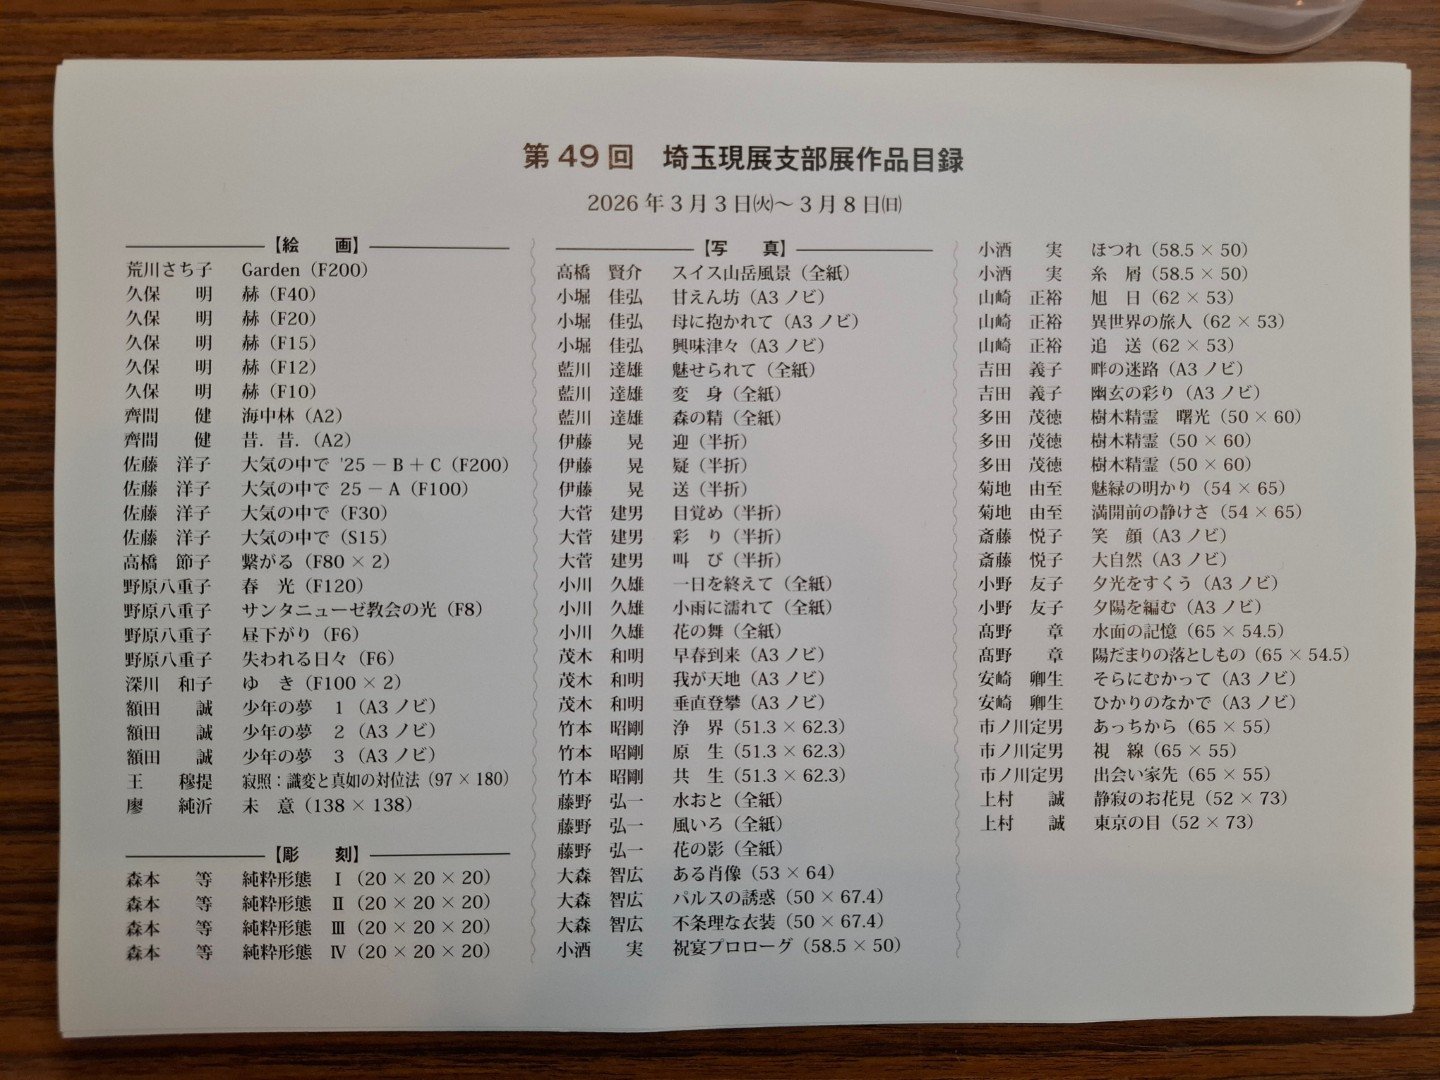 第49回　埼玉現展支部展作品目録
2026年3月3日㈫～3月8日㈰
【絵　画】
荒川さち子　Garden（F200）
久保　明　赫（F40）
久保　明　赫（F20）
久保　明　赫（F15）
久保　明　赫（F12）
久保　明　赫（F10）
齊間　健　海中林（A2）
齊間　健　昔．昔．（A2）
佐藤　洋子　大気の中で '25－B＋C（F200）
佐藤　洋子　大気の中で 25－A（F100）
佐藤　洋子　大気の中で（F30）
佐藤　洋子　大気の中で（S15）
高橋　節子　繋がる（F80×2）
野原八重子　春　光（F120）
野原八重子　サンタニューゼ教会の光（F8）
野原八重子　昼下がり（F6）
野原八重子　失われる日々（F6）
深川　和子　ゆ　き（F100×2）
額田　誠　少年の夢　1（A3ノビ）
額田　誠　少年の夢　2（A3ノビ）
額田　誠　少年の夢　3（A3ノビ）
王　穆提　寂照：識変と真如の対位法（97×180）
廖　純沂　未　意（138×138）
【彫　刻】
森本　等　純粋形態　Ⅰ（20×20×20）
森本　等　純粋形態　Ⅱ（20×20×20）
森本　等　純粋形態　Ⅲ（20×20×20）
森本　等　純粋形態　Ⅳ（20×20×20）
【写　真】
高橋　賢介　スイス山岳風景（全紙）
小堀　佳弘　甘えん坊（A3ノビ）
小堀　佳弘　母に抱かれて（A3ノビ）
小堀　佳弘　興味津々（A3ノビ）
藍川　達雄　魅せられて（全紙）
藍川　達雄　変　身（全紙）
藍川　達雄　森の精（全紙）
伊藤　晃　迎（半折）
伊藤　晃　疑（半折）
伊藤　晃　送（半折）
大菅　建男　目覚め（半折）
大菅　建男　彩　り（半折）
大菅　建男　叫　び（半折）
小川　久雄　一日を終えて（全紙）
小川　久雄　小雨に濡れて（全紙）
小川　久雄　花の舞（全紙）
茂木　和明　早春到来（A3ノビ）
茂木　和明　我が天地（A3ノビ）
茂木　和明　垂直登攀（A3ノビ）
竹本　昭剛　浄　界（51.3×62.3）
竹本　昭剛　原　生（51.3×62.3）
竹本　昭剛　共　生（51.3×62.3）
藤野　弘一　水おと（全紙）
藤野　弘一　風いろ（全紙）
藤野　弘一　花の影（全紙）
大森　智広　ある肖像（53×64）
大森　智広　パルスの誘惑（50×67.4）
大森　智広　不条理な衣装（50×67.4）
小酒　実　祝宴プロローグ（58.5×50）
小酒　実　ほつれ（58.5×50）
小酒　実　糸　屑（58.5×50）
山崎　正裕　旭　日（62×53）
山崎　正裕　異世界の旅人（62×53）
山崎　正裕　追　送（62×53）
吉田　義子　畔の迷路（A3ノビ）
吉田　義子　幽玄の彩り（A3ノビ）
多田　茂徳　樹木精霊　曙光（50×60）
多田　茂徳　樹木精霊（50×60）
多田　茂徳　樹木精霊（50×60）
菊地　由至　魅緑の明かり（54×65）
菊地　由至　満開前の静けさ（54×65）
斎藤　悦子　笑　顔（A3ノビ）
斎藤　悦子　大自然（A3ノビ）
小野　友子　夕光をすくう（A3ノビ）
小野　友子　夕陽を編む（A3ノビ）
髙野　章　水面の記憶（65×54.5）
髙野　章　陽だまりの落としもの（65×54.5）
安崎　卿生　そらにむかって（A3ノビ）
安崎　卿生　ひかりのなかで（A3ノビ）
市ノ川定男　あっちから（65×55）
市ノ川定男　視　線（65×55）
市ノ川定男　出会い家先（65×55）
上村　誠　静寂のお花見（52×73）
上村　誠　東京の目（52×73）